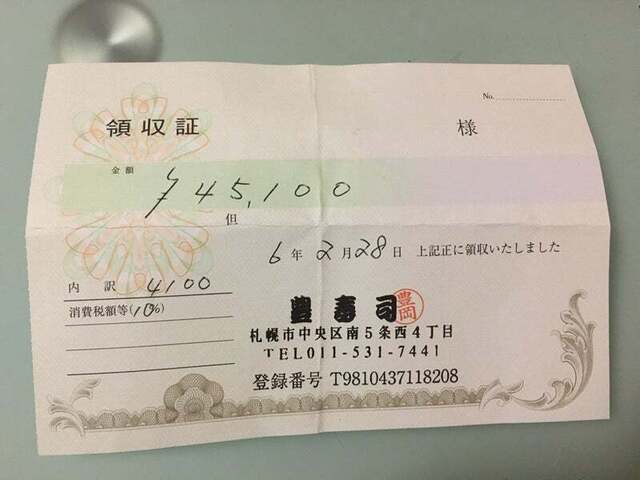 No.
領収証 様
金額 ¥45,100
但
6年2月28日 上記正に領収いたしました
内訳 4100
消費税額等(10%)
豊寿司 豊岡
札幌市中央区南5条西4丁目
TEL011-531-7441
登録番号 T9810437118208